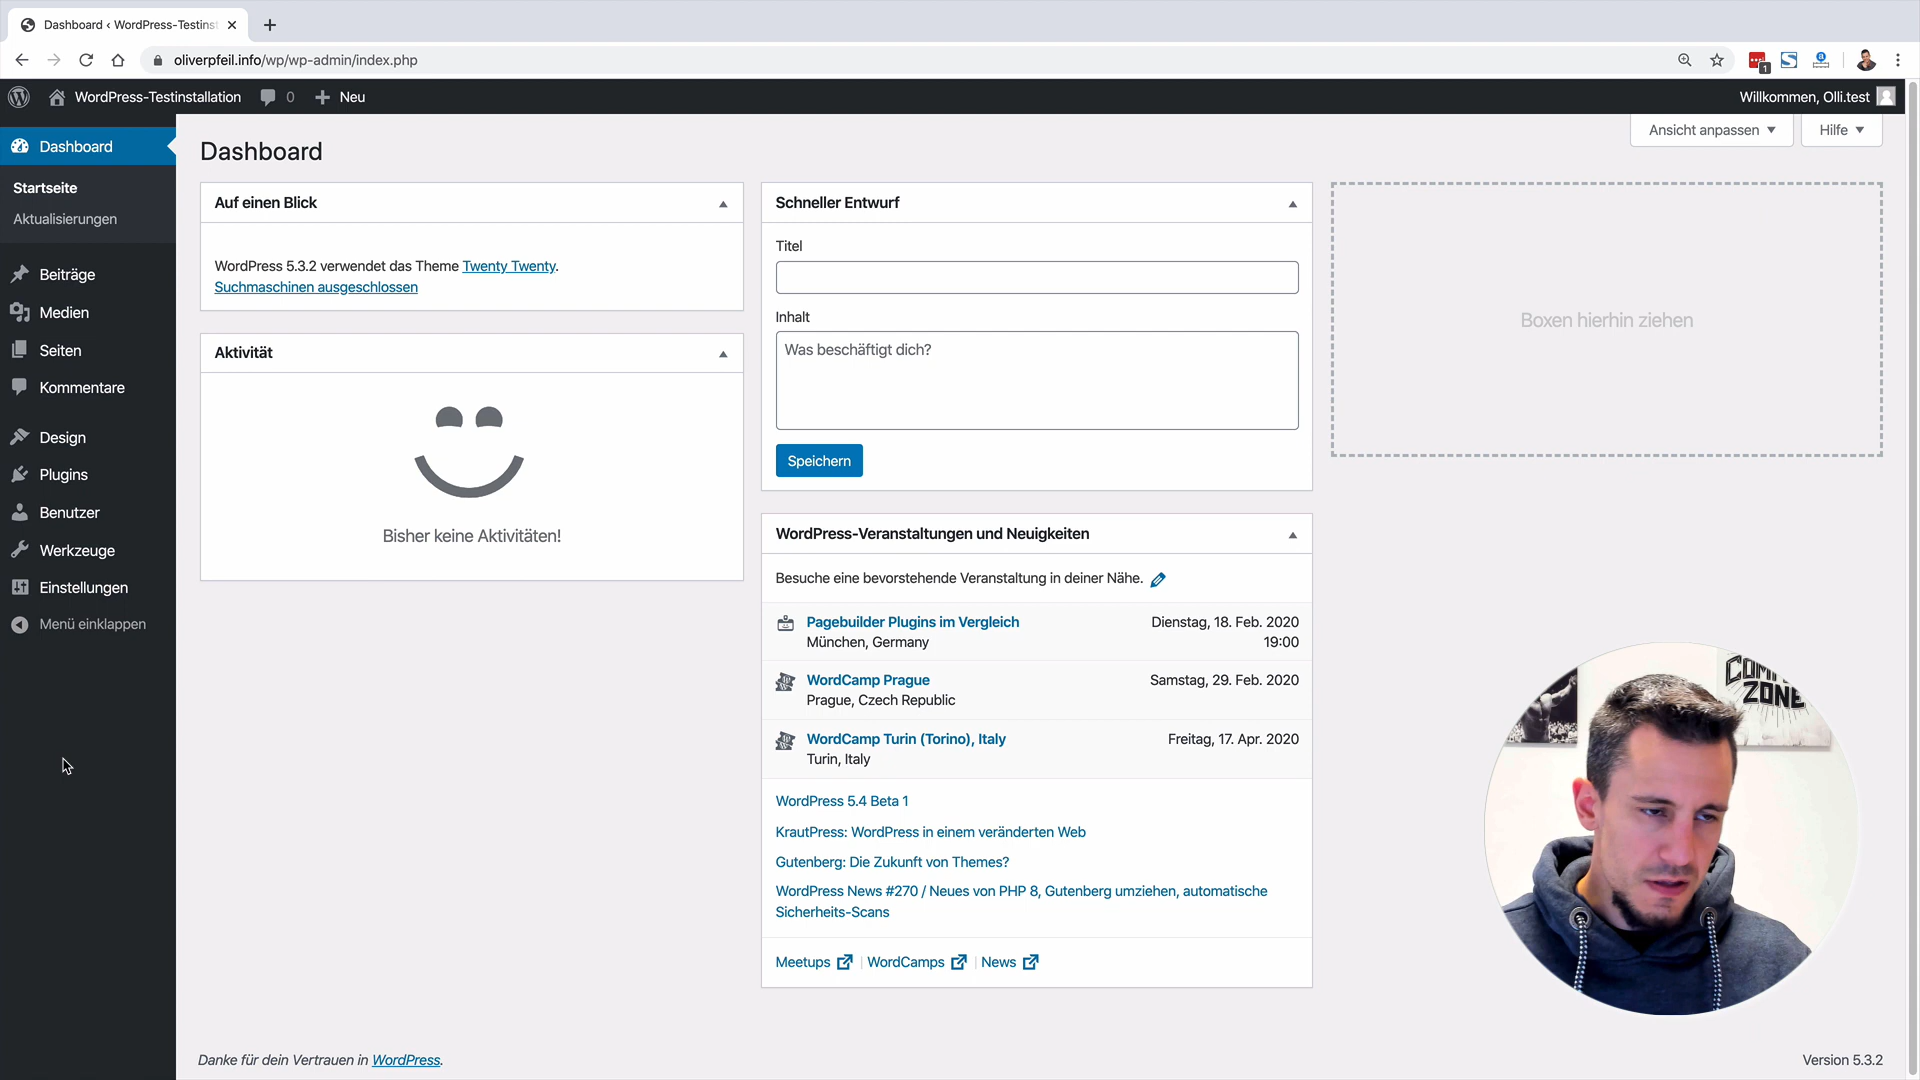 Dashboard ‹ WordPress-Testinst
oliverpfeil.info/wp/wp-admin/index.php
1
WordPress-Testinstallation
0
Neu
Willkommen, Olli.test
Dashboard
Startseite
Aktualisierungen
Beiträge
Medien
Seiten
Kommentare
Design
Plugins
Benutzer
Werkzeuge
Einstellungen
Menü einklappen
Ansicht anpassen
Hilfe
Dashboard
Auf einen Blick
WordPress 5.3.2 verwendet das Theme Twenty Twenty.
Suchmaschinen ausgeschlossen
Aktivität
Bisher keine Aktivitäten!
Schneller Entwurf
Titel
Inhalt
Was beschäftigt dich?
Speichern
WordPress-Veranstaltungen und Neuigkeiten
Besuche eine bevorstehende Veranstaltung in deiner Nähe.
Pagebuilder Plugins im Vergleich
München, Germany
Dienstag, 18. Feb. 2020
19:00
WordCamp Prague
Prague, Czech Republic
Samstag, 29. Feb. 2020
WordCamp Turin (Torino), Italy
Turin, Italy
Freitag, 17. Apr. 2020
WordPress 5.4 Beta 1
KrautPress: WordPress in einem veränderten Web
Gutenberg: Die Zukunft von Themes?
WordPress News #270 / Neues von PHP 8, Gutenberg umziehen, automatische
Sicherheits-Scans
Meetups | WordCamps | News
Boxen hierhin ziehen
ZONE
Danke für dein Vertrauen in WordPress.
Version 5.3.2